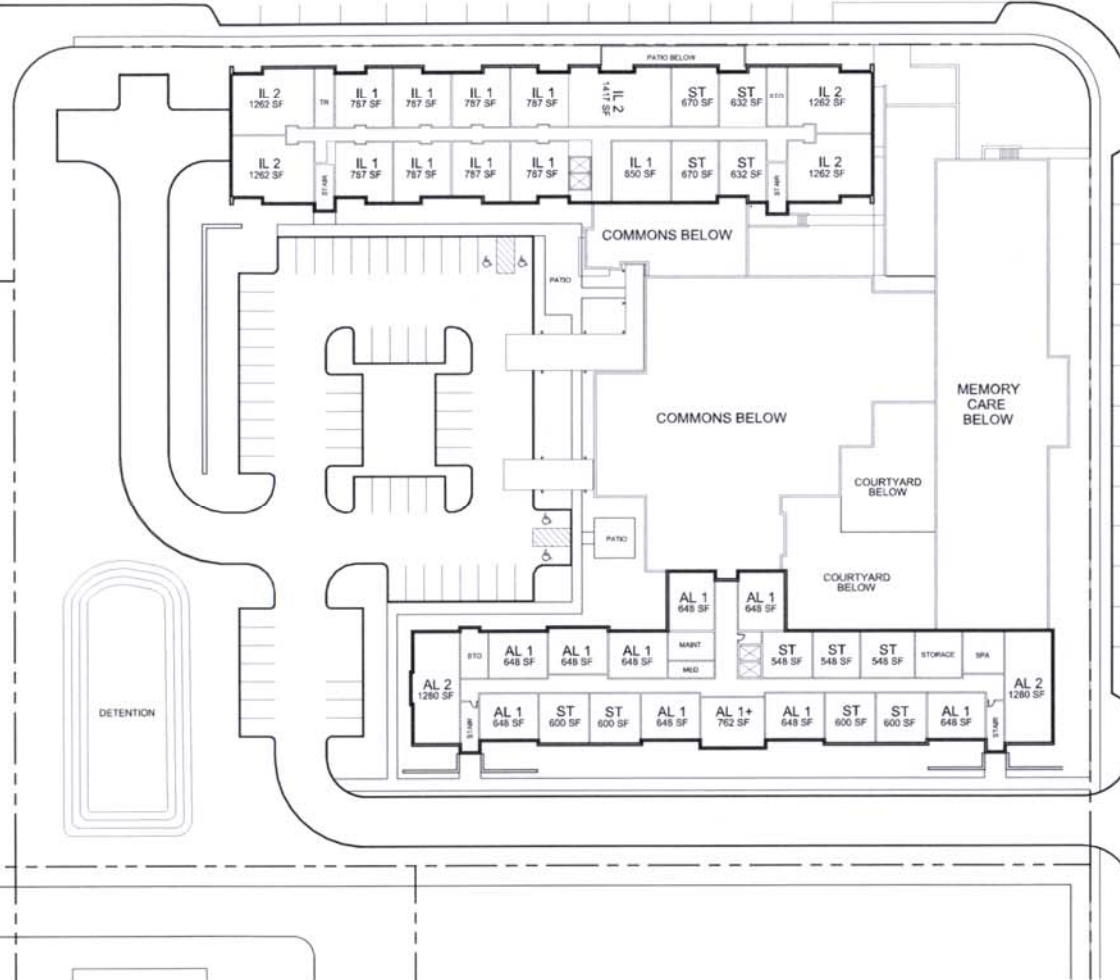 PATIO BELOW
IL 2
1262 SF
TR
IL 1
787 SF
IL 1
787 SF
IL 1
787 SF
IL 1
787 SF
IL 2
1417 SF
ST
670 SF
ST
632 SF
STO
IL 2
1262 SF
IL 2
1262 SF
STAIR
IL 1
787 SF
IL 1
787 SF
IL 1
787 SF
IL 1
787 SF
IL 1
850 SF
ST
670 SF
ST
632 SF
STAIR
IL 2
1262 SF
COMMONS BELOW
PATIO
MEMORY
CARE
BELOW
COMMONS BELOW
COURTYARD
BELOW
PATIO
COURTYARD
BELOW
AL 1
648 SF
AL 1
648 SF
AL 2
1280 SF
STO
AL 1
648 SF
AL 1
648 SF
AL 1
648 SF
MAINT
MED
ST
548 SF
ST
548 SF
ST
548 SF
STORAGE
SPA
AL 2
1280 SF
DETENTION
STAIR
AL 1
648 SF
ST
600 SF
ST
600 SF
AL 1
648 SF
AL 1+
762 SF
AL 1
648 SF
ST
600 SF
ST
600 SF
AL 1
648 SF
STAIR